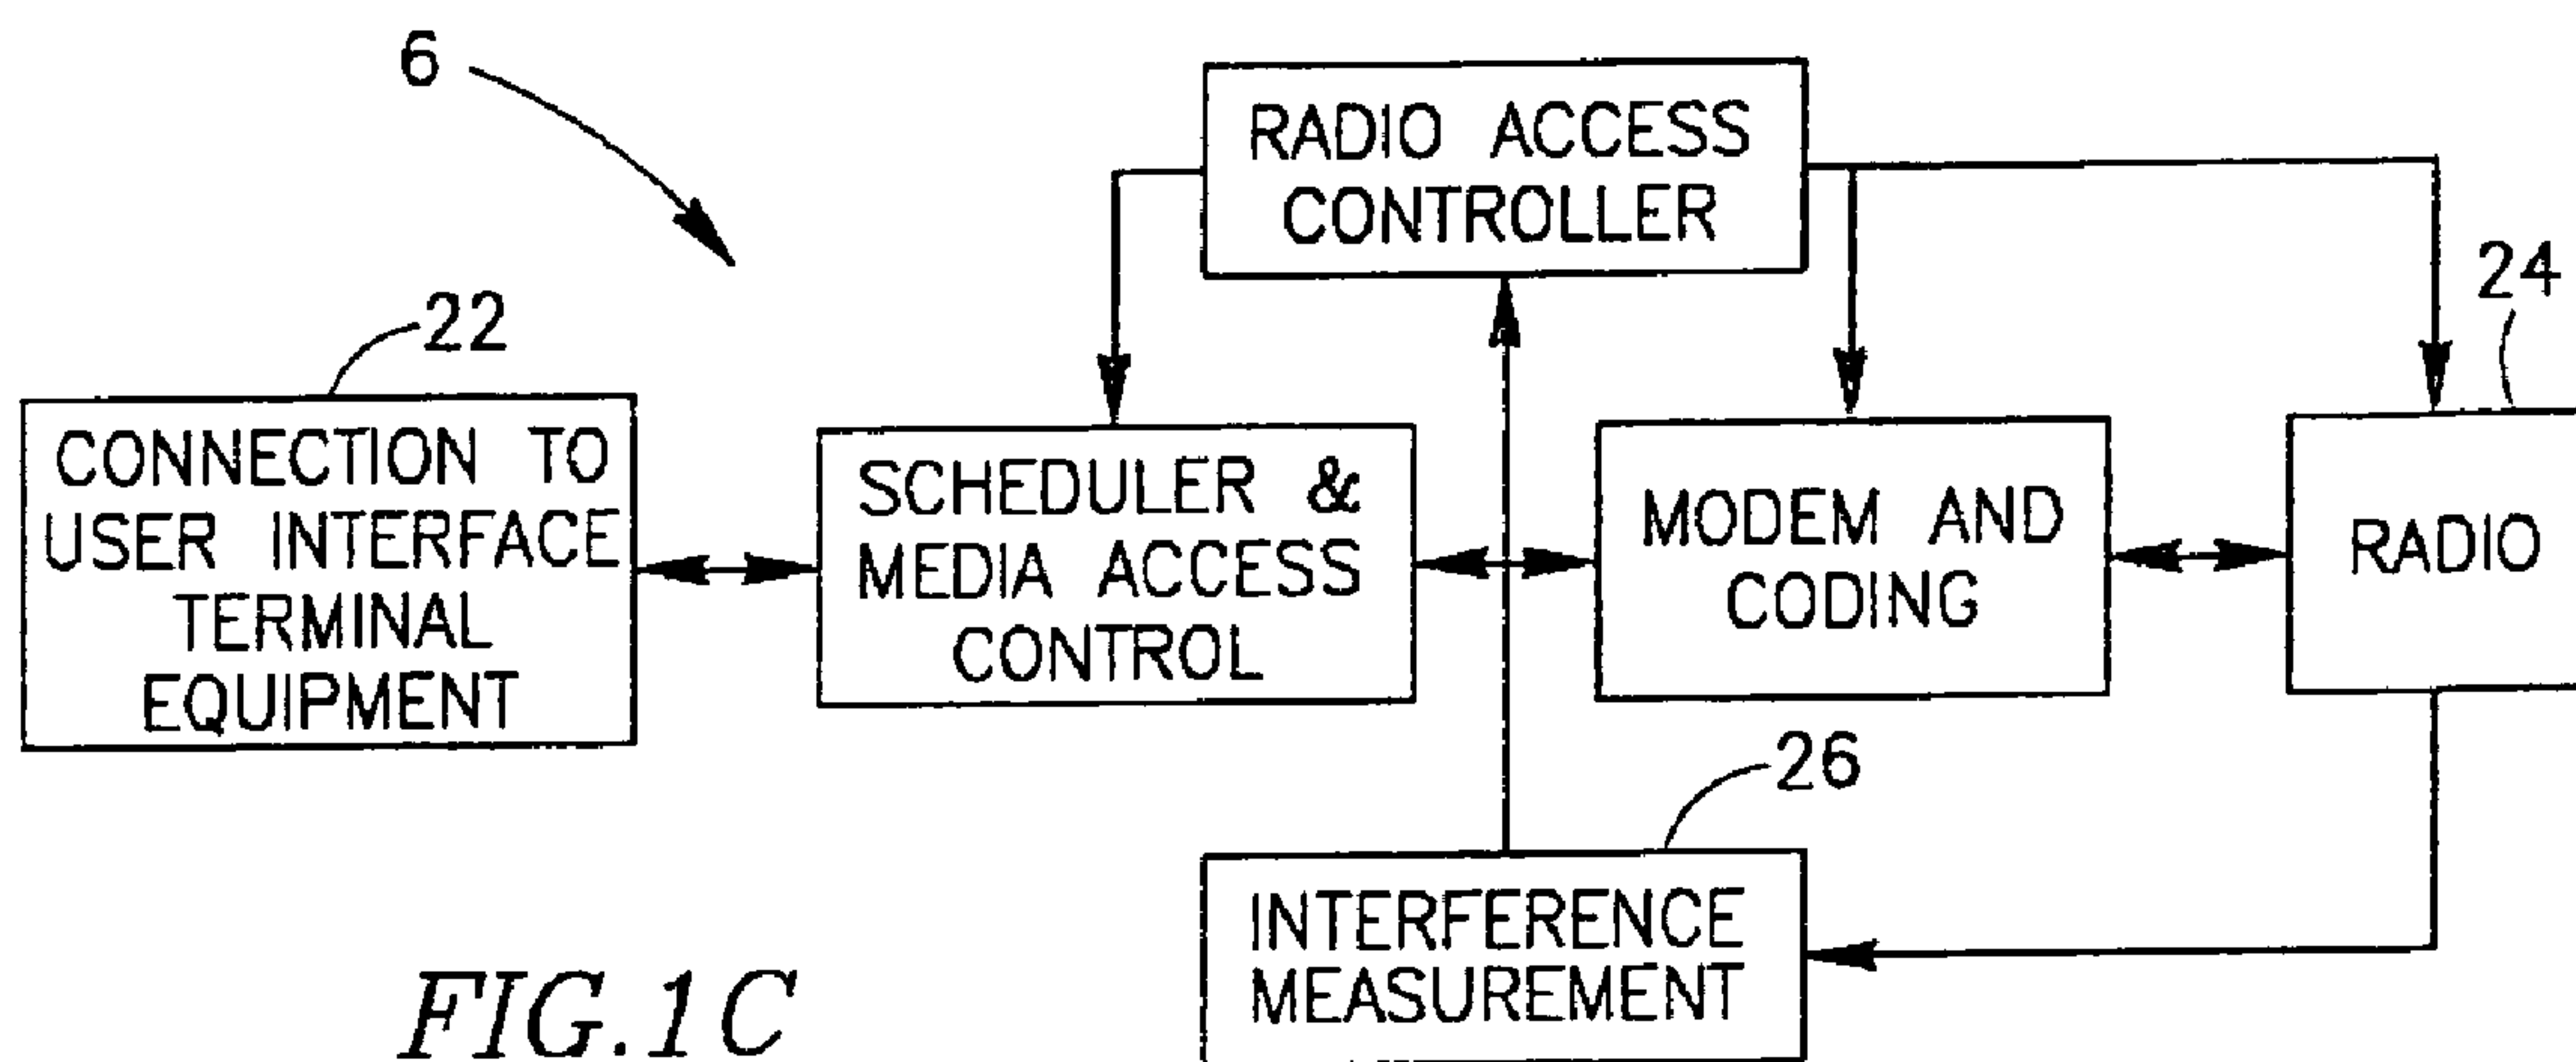 6
RADIO ACCESS
CONTROLLER
24
22
CONNECTION TO
USER INTERFACE
TERMINAL
EQUIPMENT
SCHEDULER &
MEDIA ACCESS
CONTROL
MODEM AND
CODING
RADIO
26
INTERFERENCE
MEASUREMENT
FIG.1C